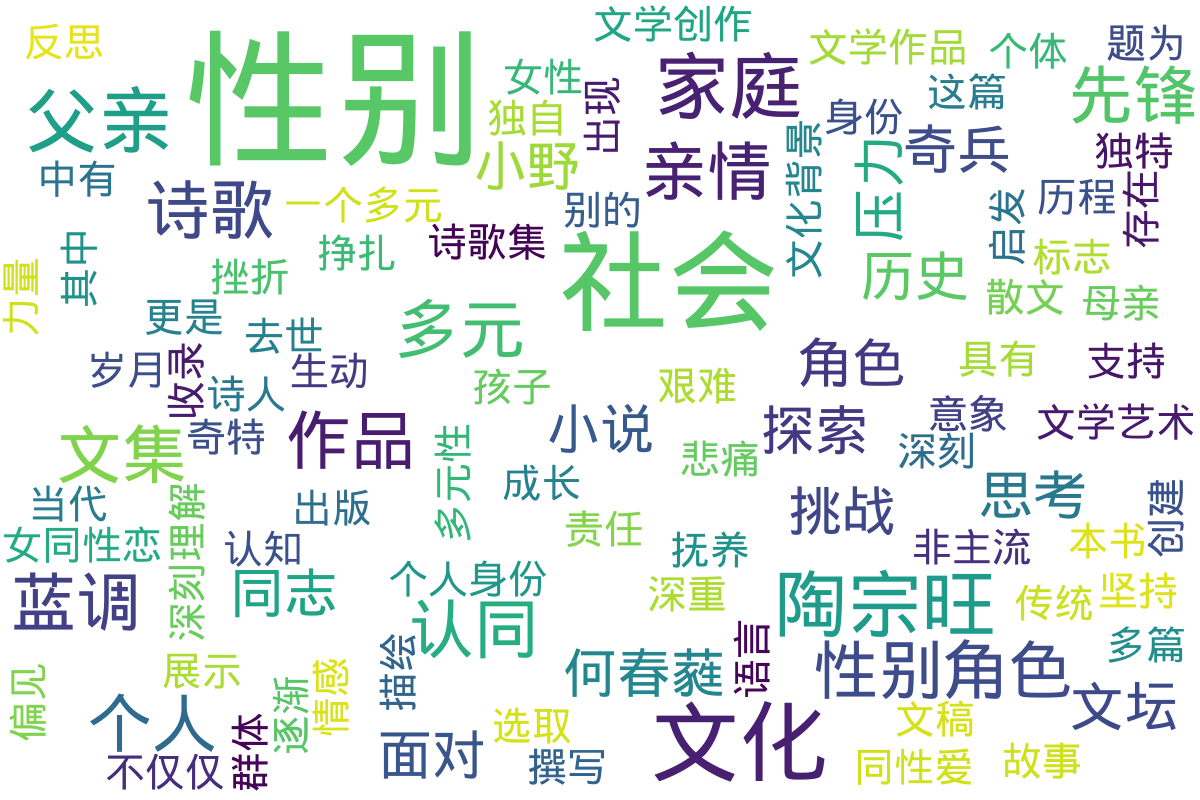 反思
性别
文学创作
文学作品
个体
题为
父亲
女性
出现
家庭
这篇
先锋
独自
身份
中有
诗歌
一个多元
小野
亲情
文化背景
压力
奇兵
独特
存在
别的
历程
启发
力量
其中
挫折
挣扎
诗歌集
社会
历史
标志
散文
母亲
更是
去世
多元
岁月
收录
生动
诗人
孩子
艰难
角色
具有
支持
奇特
文集
作品
多元性
小说
探索
意象
文学艺术
深刻
悲痛
成长
当代
深刻理解
出版
挑战
思考
创建
女同性恋
认知
责任
抚养
非主流
本书
蓝调
同志
个人身份
认同
深重
陶宗旺
传统
坚持
偏见
展示
逐渐
情感
描绘
何春蕤
语言
性别角色
多篇
个人
群体
不仅仅
面对
选取
撰写
文化
文稿
文坛
同性爱
故事